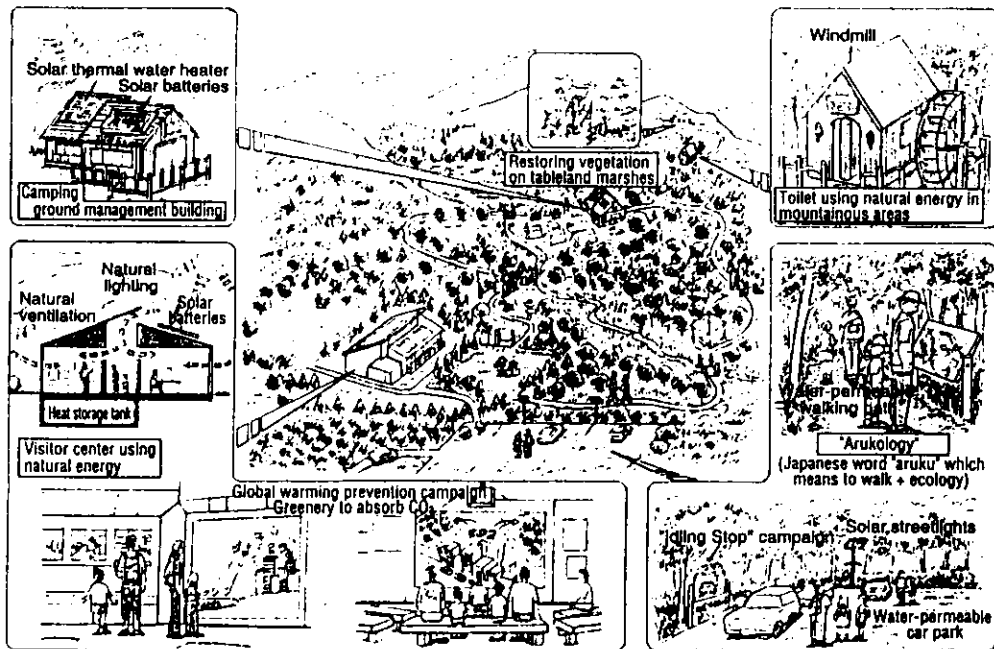 Solar thermal water heater
Solar batteries
Camping
ground management building
Restoring vegetation
on tableland marshes
Windmill
Toilet using natural energy in
mountainous areas
Natural
lighting
Natural
ventilation
Solar
batteries
Heat storage tank
Visitor center using
natural energy
walking
"Arukology"
(Japanese word "aruku" which
means to walk + ecology)
Global warming prevention campaign
Greenery to absorb CO₂
"Idling Stop" campaign
Solar streetlights
Water-permeable
car park